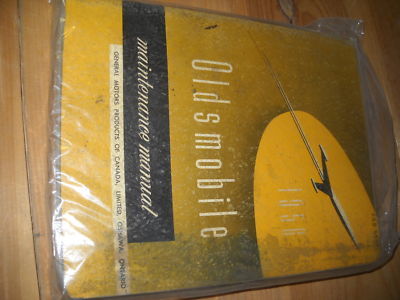 Oldsmobile
maintenance manual
GENERAL MOTORS PRODUCTS OF CANADA, LIMITED, OSHAWA, ONTARIO